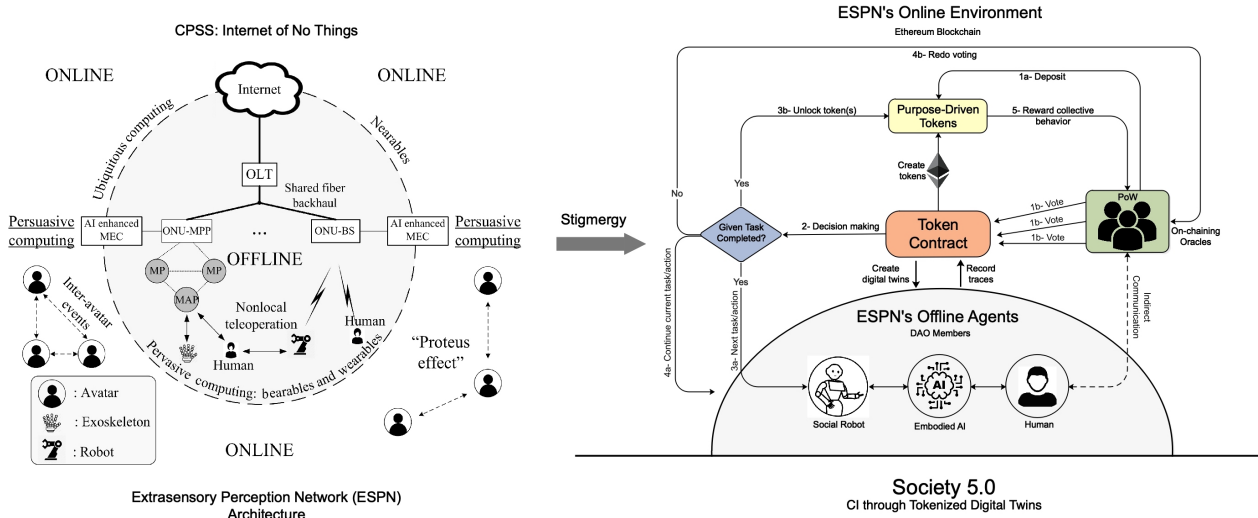 CPSS: Internet of No Things
ONLINE
ONLINE
Internet
Ubiquitous computing
Nearables
OLT
Shared fiber
backhaul
Persuasive
computing
AI enhanced
MEC
ONU-MPP
...
ONU-BS
AI enhanced
MEC
Persuasive
computing
OFFLINE
MP
MP
MAP
Nonlocal
teleoperation
Human
Human
Pervasive computing: bearables and wearables
Inter-avatar
events
“Proteus
effect”
: Avatar
: Exoskeleton
: Robot
ONLINE
Extrasensory Perception Network (ESPN)
Architecture
Stigmergy
ESPN's Online Environment
Ethereum Blockchain
4b- Redo voting
1a- Deposit
3b- Unlock token(s)
Purpose-Driven
Tokens
5- Reward collective
behavior
Create
tokens
No
Yes
PoW
1b- Vote
1b- Vote
1b- Vote
On-chaining
Oracles
Given Task
Completed?
2- Decision making
Token
Contract
Yes
Create
digital twins
Record
traces
Indirect
Communication
4a- Continue current task/action
3a- Next task/action
ESPN's Offline Agents
DAO Members
AI
Social Robot
Embodied AI
Human
Society 5.0
CI through Tokenized Digital Twins